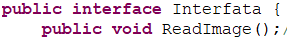 public interface Interfata {
public void ReadImage();/